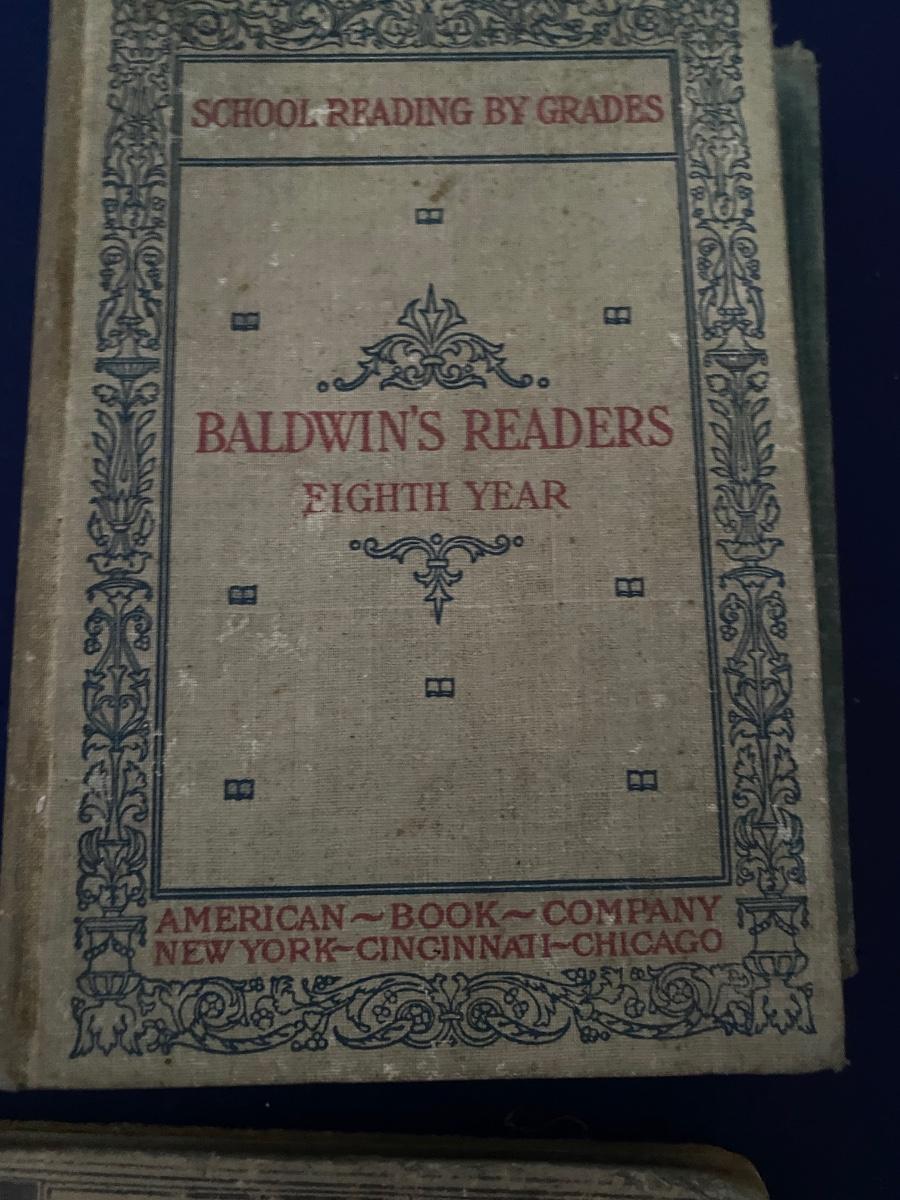 SCHOOL READING BY GRADES
BALDWIN'S READERS
EIGHTH YEAR
AMERICAN~BOOK~COMPANY
NEW YORK~CINCINNATI~CHICAGO